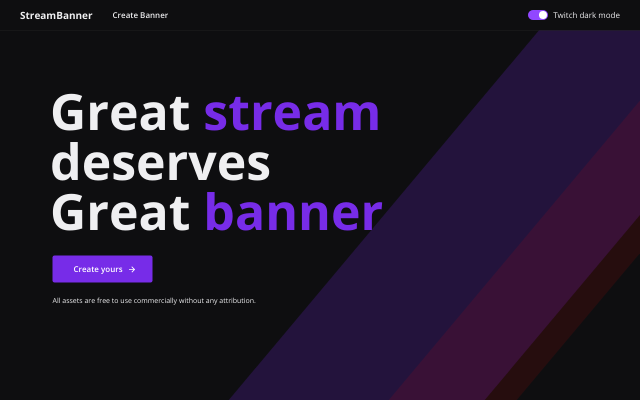 StreamBanner
Create Banner
Twitch dark mode
Great stream
deserves
Great banner
Create yours →
All assets are free to use commercially without any attribution.